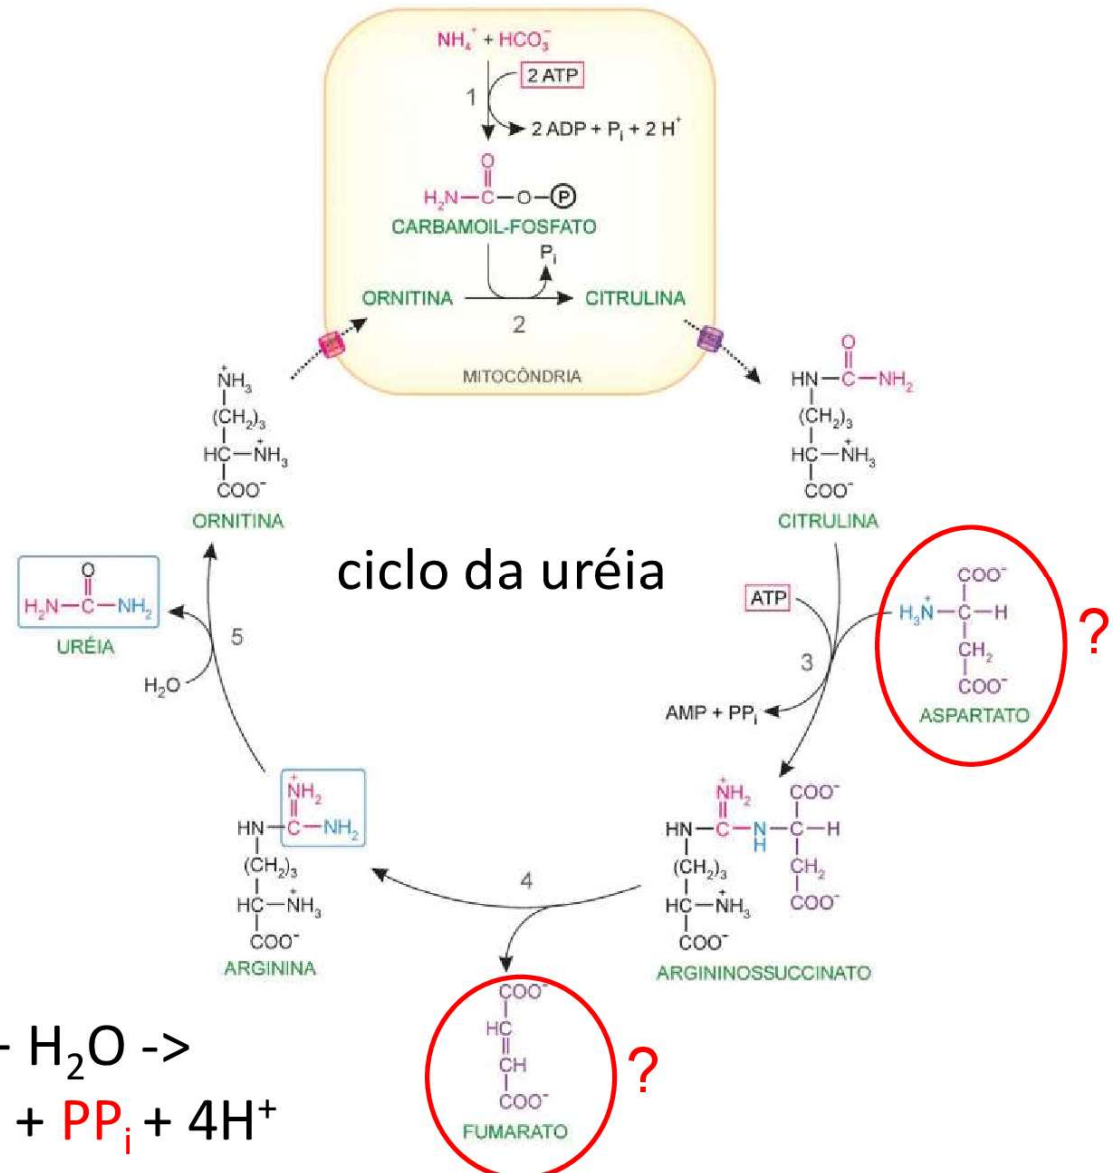 NH₄⁺ + HCO₃⁻
2 ATP
1
2 ADP + Pᵢ + 2 H⁺
O
H₂N—C—O—P
CARBAMOIL-FOSFATO
Pᵢ
ORNITINA
CITRULINA
2
MITOCÔNDRIA
⁺NH₃
(CH₂)₃
HC—⁺NH₃
COO⁻
ORNITINA
O
HN—C—NH₂
(CH₂)₃
HC—⁺NH₃
COO⁻
CITRULINA
ciclo da uréia
O
H₂N—C—NH₂
URÉIA
5
H₂O
ATP
3
AMP + PPᵢ
COO⁻
H₃⁺N—C—H
CH₂
COO⁻
ASPARTATO
?
⁺NH₂
HN—C—NH₂
(CH₂)₃
HC—⁺NH₃
COO⁻
ARGININA
4
⁺NH₂ COO⁻
HN—C—N—C—H
H
(CH₂)₃ CH₂
HC—⁺NH₃ COO⁻
COO⁻
ARGININOSSUCCINATO
COO⁻
HC
CH
COO⁻
FUMARATO
?
H₂O ->
+ PPᵢ + 4H⁺